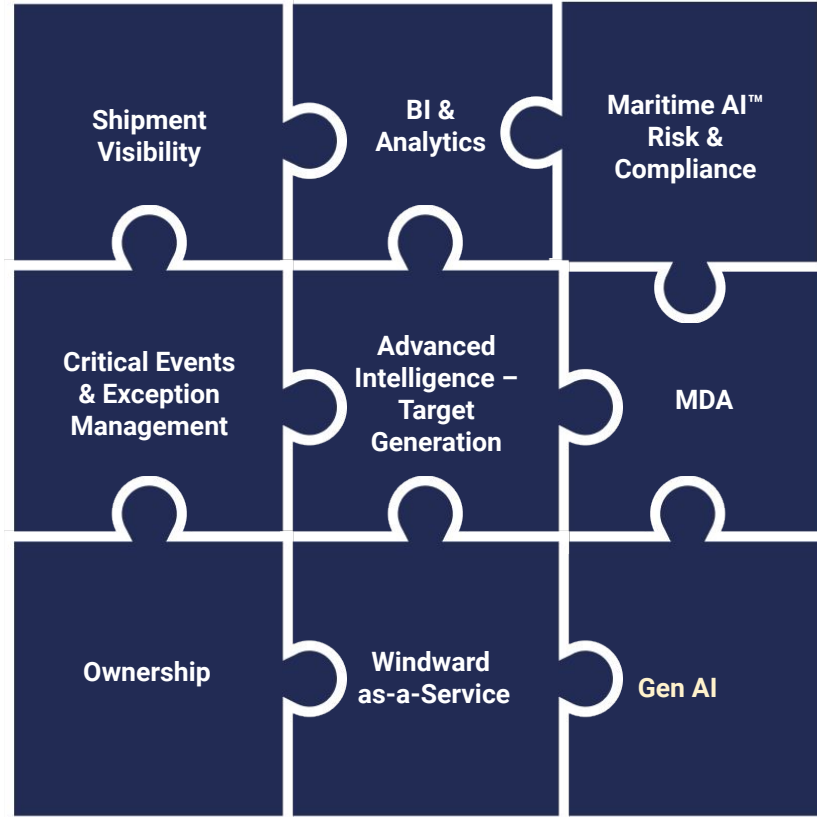 Shipment
Visibility
BI &
Analytics
Maritime AI™
Risk &
Compliance
Critical Events
& Exception
Management
Advanced
Intelligence –
Target
Generation
MDA
Ownership
Windward
as-a-Service
Gen AI